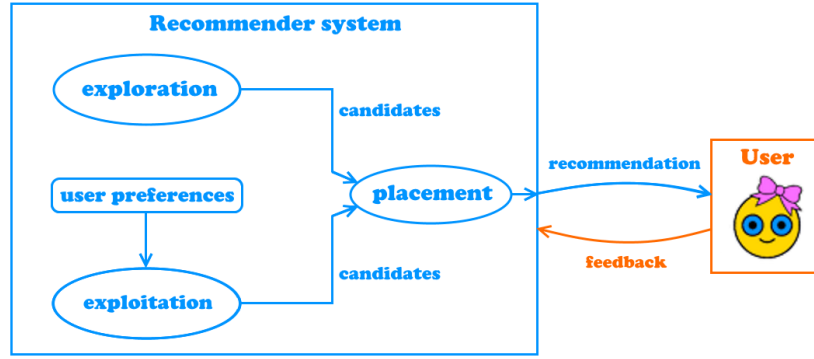 Recommender system
exploration
candidates
user preferences
placement
exploitation
candidates
recommendation
feedback
User